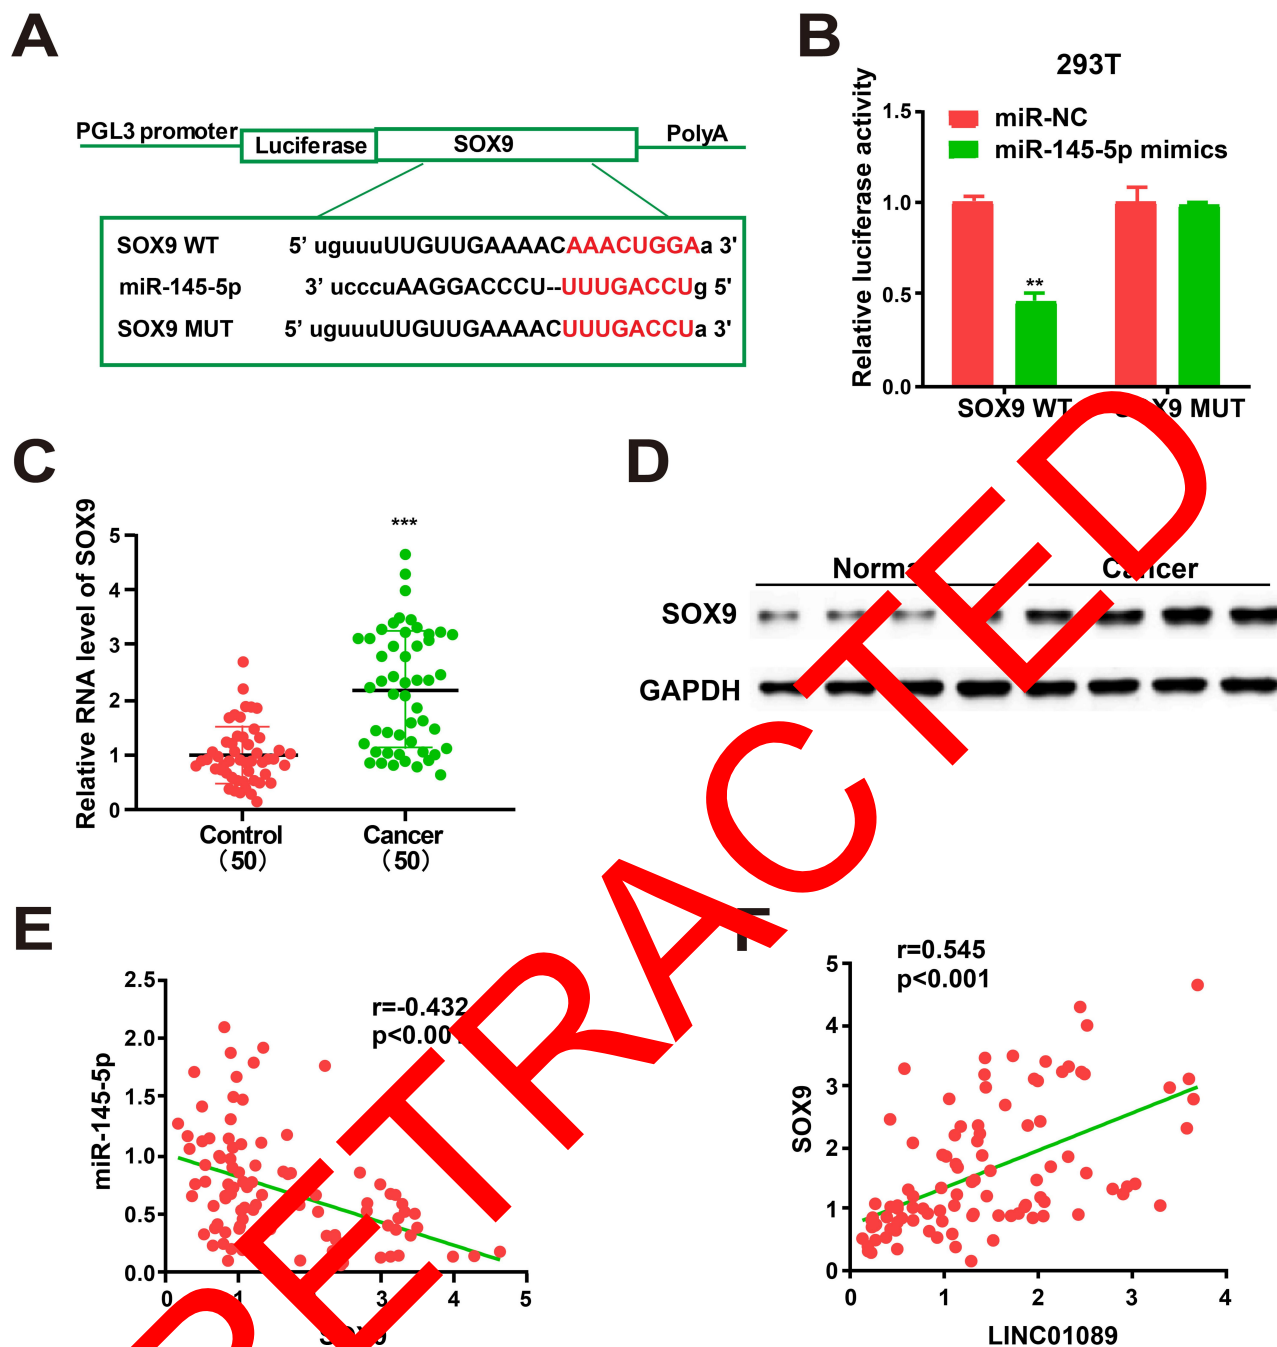 A
PGL3 promoter
Luciferase
SOX9
PolyA
SOX9 WT 5’ uguuuUUGUUGAAAACAAACUGGAa 3'
miR-145-5p 3’ ucccuAAGGACCCU--UUUGACCUg 5'
SOX9 MUT 5’ uguuuUUGUUGAAAACUUUGACCUa 3'
B
293T
Relative luciferase activity
1.5
1.0
0.5
0.0
miR-NC
miR-145-5p mimics
**
SOX9 WT
SOX9 MUT
C
Relative RNA level of SOX9
5
4
3
2
1
0
***
Control
(50)
Cancer
(50)
D
Cancer
SOX9
GAPDH
E
miR-145-5p
2.5
2.0
1.5
1.0
0.5
0.0
r=-0.432
0 1 3 4 5
SOX9
r=0.545
p<0.001
SOX9
5
4
3
2
1
0
0 1 2 3 4
LINC01089
RETRACTED